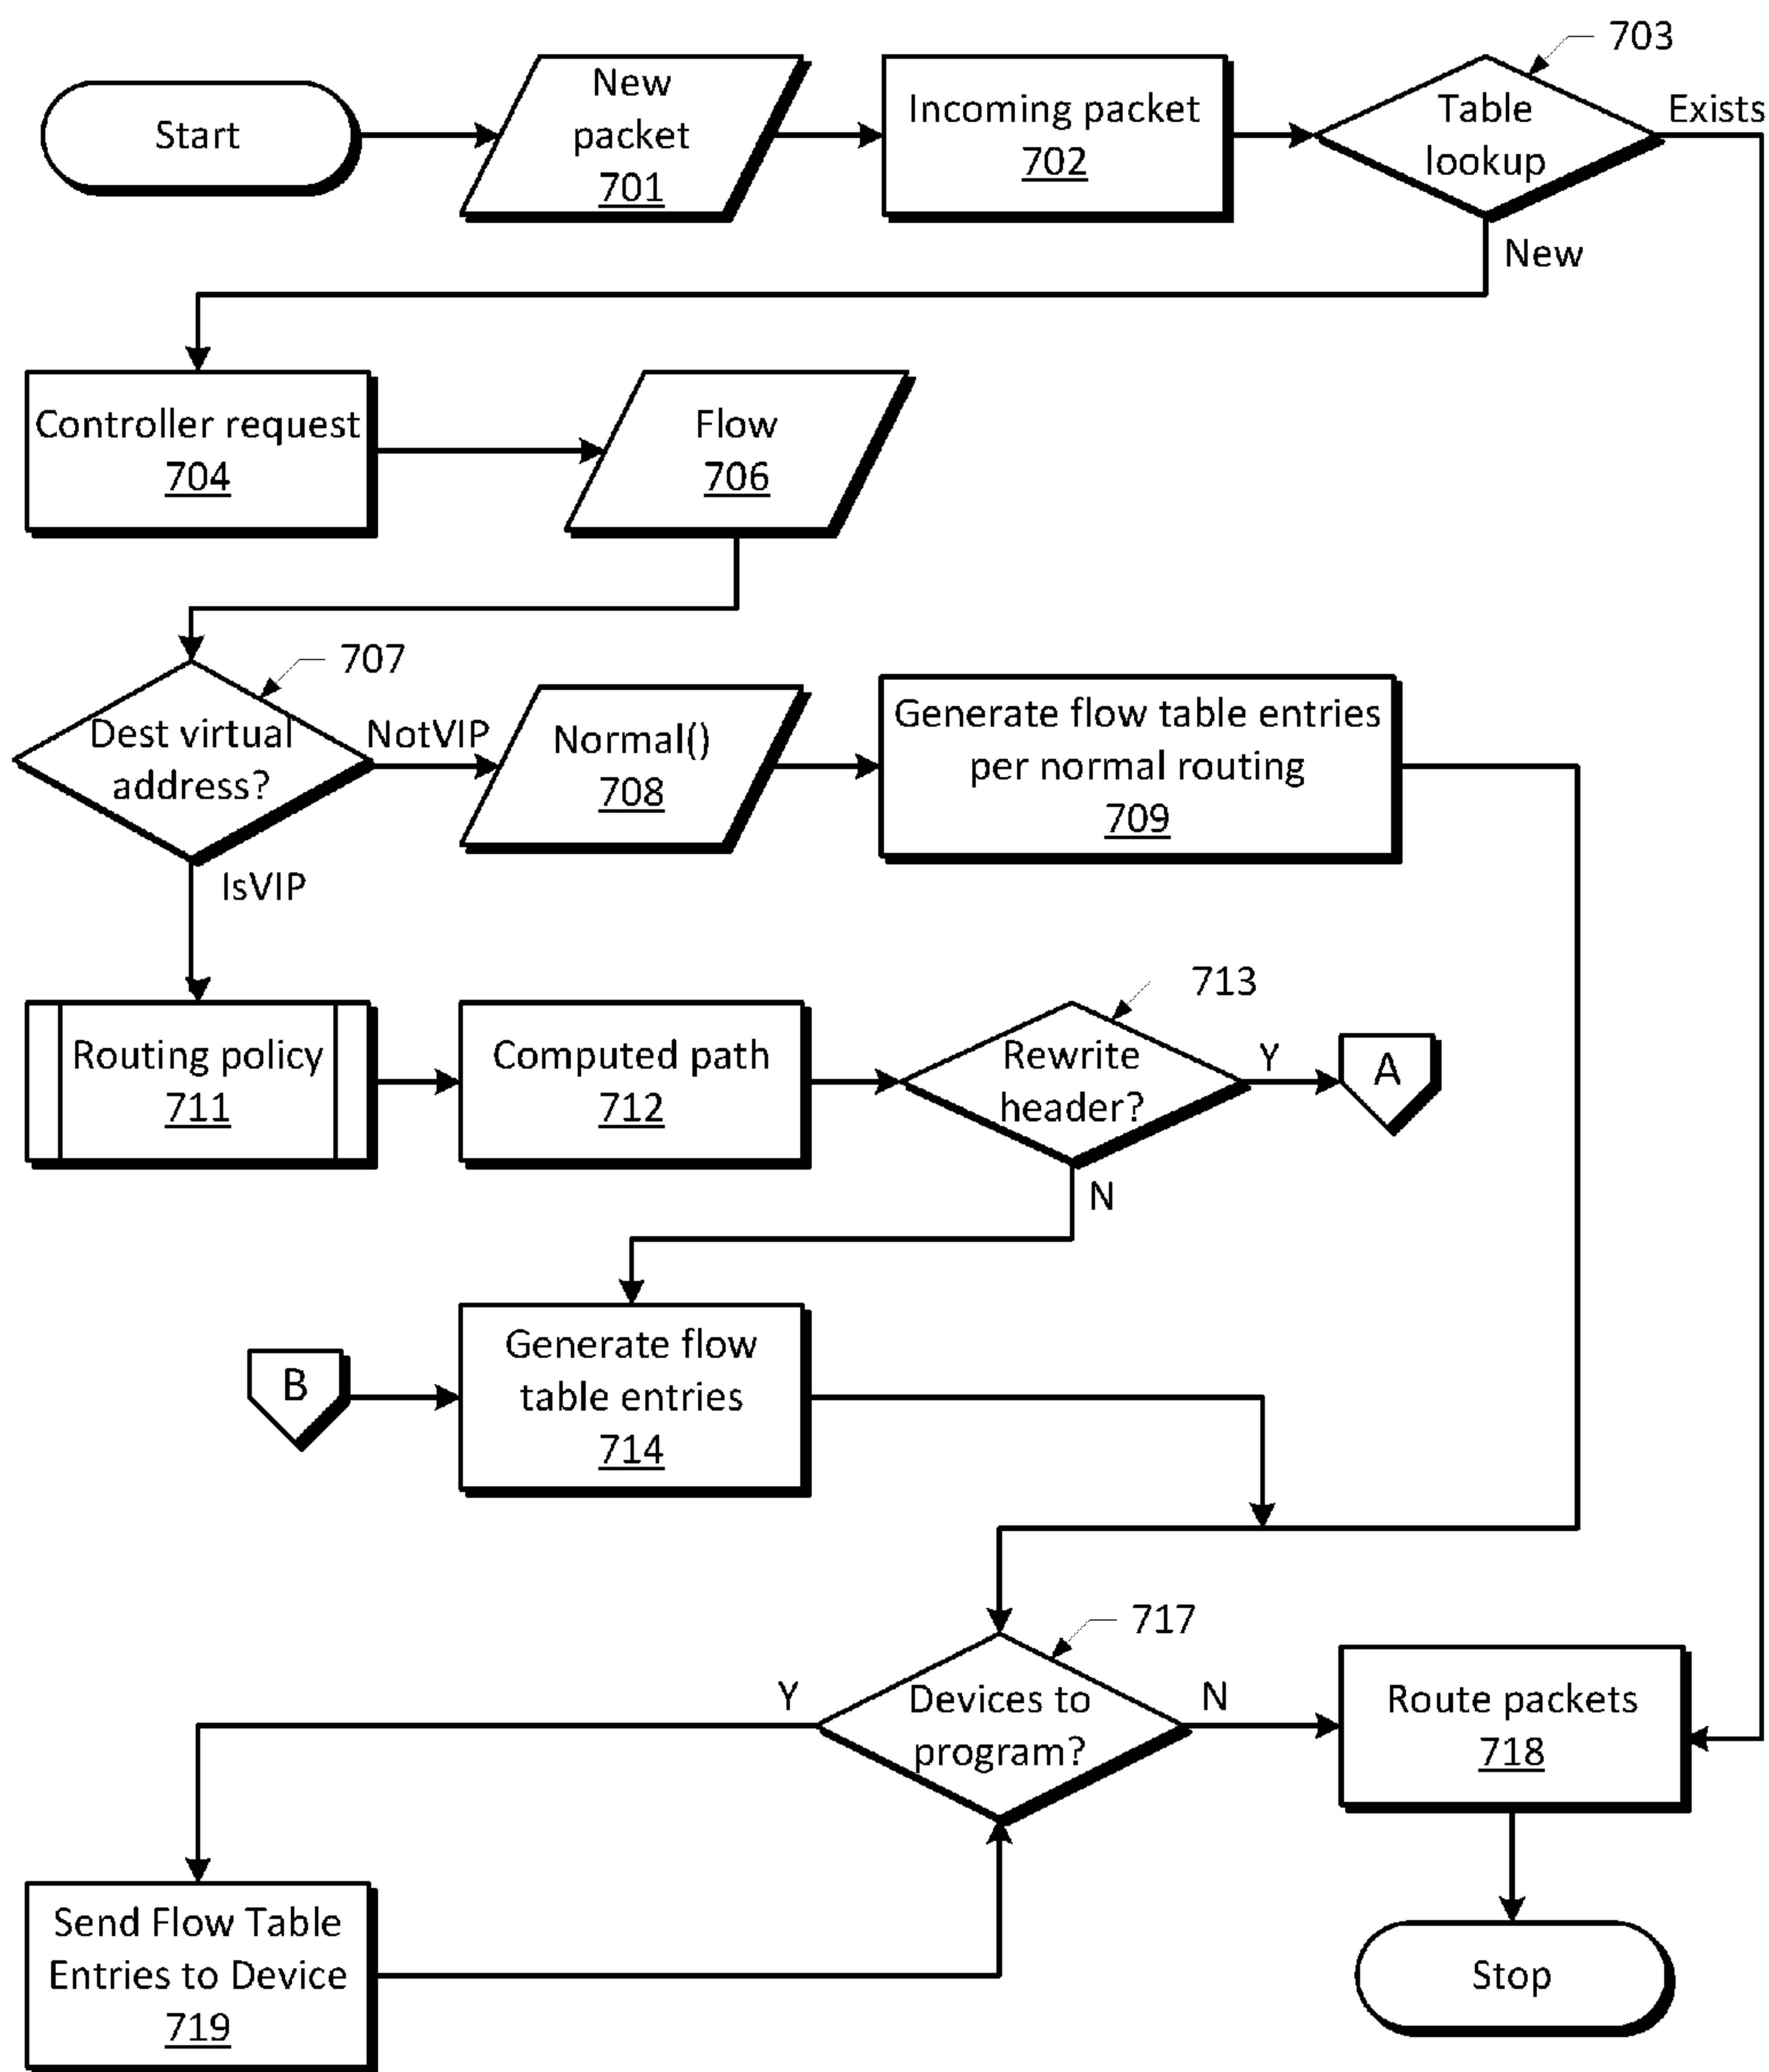 Start
New
packet
701
Incoming packet
702
703
Table
lookup
Exists
New
Controller request
704
Flow
706
707
Dest virtual
address?
NotVIP
IsVIP
Normal()
708
Generate flow table entries
per normal routing
709
Routing policy
711
Computed path
712
713
Rewrite
header?
Y
A
N
B
Generate flow
table entries
714
717
Devices to
program?
Y
N
Route packets
718
Send Flow Table
Entries to Device
719
Stop